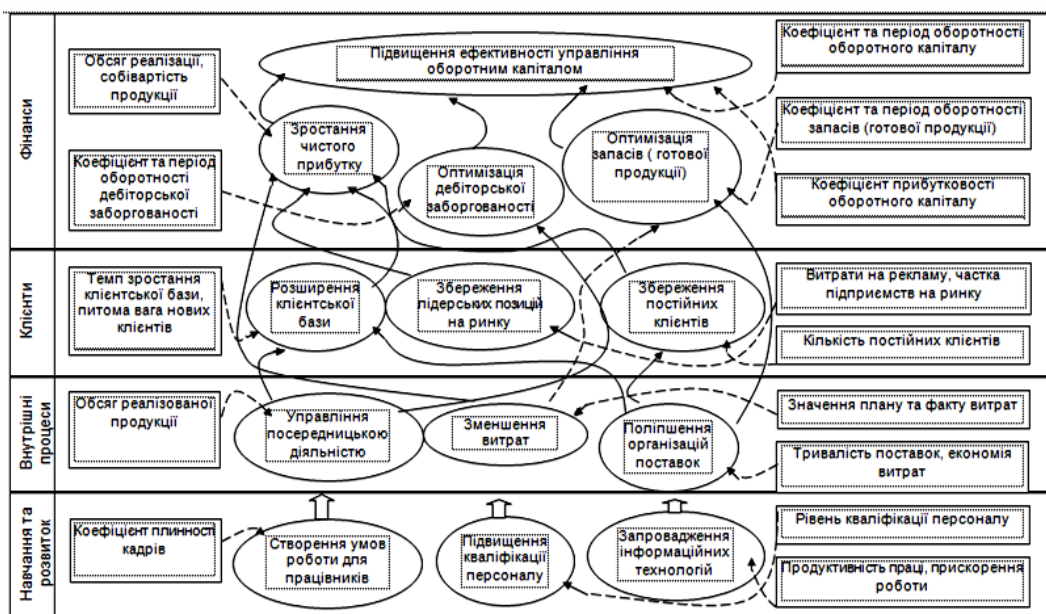 Фінанси
Обсяг реалізації,
собівартість
продукції
Коефіцієнт та період
оборотності
дебіторської
заборгованості
Підвищення ефективності управління
оборотним капіталом
Зростання
чистого
прибутку
Оптимізація
дебіторської
заборгованості
Оптимізація
запасів ( готової
продукції)
Коефіцієнт та період оборотності
оборотного капіталу
Коефіцієнт та період оборотності
запасів (готової продукції)
Коефіцієнт прибутковості
оборотного капіталу
Клієнти
Темп зростання
клієнтської бази,
питома вага нових
клієнтів
Розширення
клієнтської
бази
Збереження
лідерських позицій
на ринку
Збереження
постійних
клієнтів
Витрати на рекламу, частка
підприємств на ринку
Кількість постійних клієнтів
Внутрішні
процеси
Обсяг реалізованої
продукції
Управління
посередницькою
діяльністю
Зменшення
витрат
Поліпшення
організацій
поставок
Значення плану та факту витрат
Тривалість поставок, економія
витрат
Навчання та
розвиток
Коефіцієнт плинності
кадрів
Створення умов
роботи для
працівників
Підвищення
кваліфікації
персоналу
Запровадження
інформаційних
технологій
Рівень кваліфікації персоналу
Продуктивність праці, прискорення
роботи